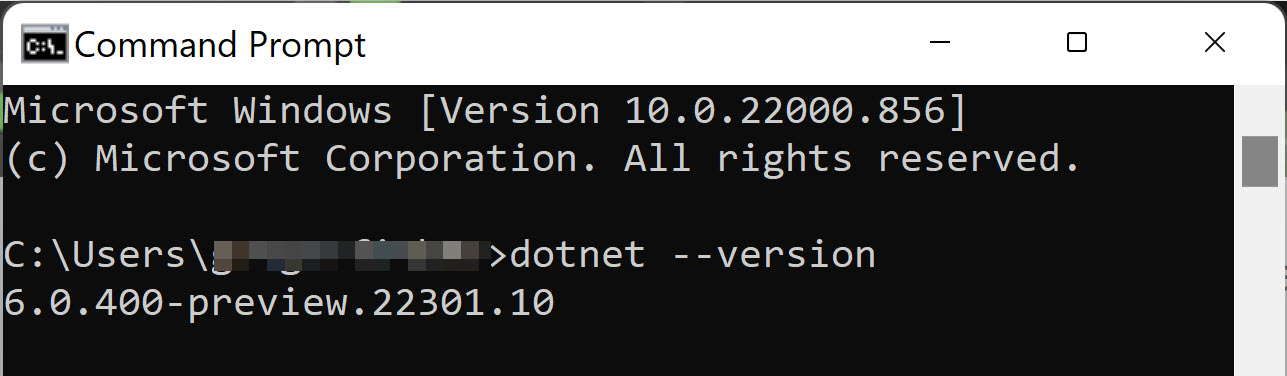 Command Prompt
Microsoft Windows [Version 10.0.22000.856]
(c) Microsoft Corporation. All rights reserved.
C:\Users\ >dotnet --version
6.0.400-preview.22301.10